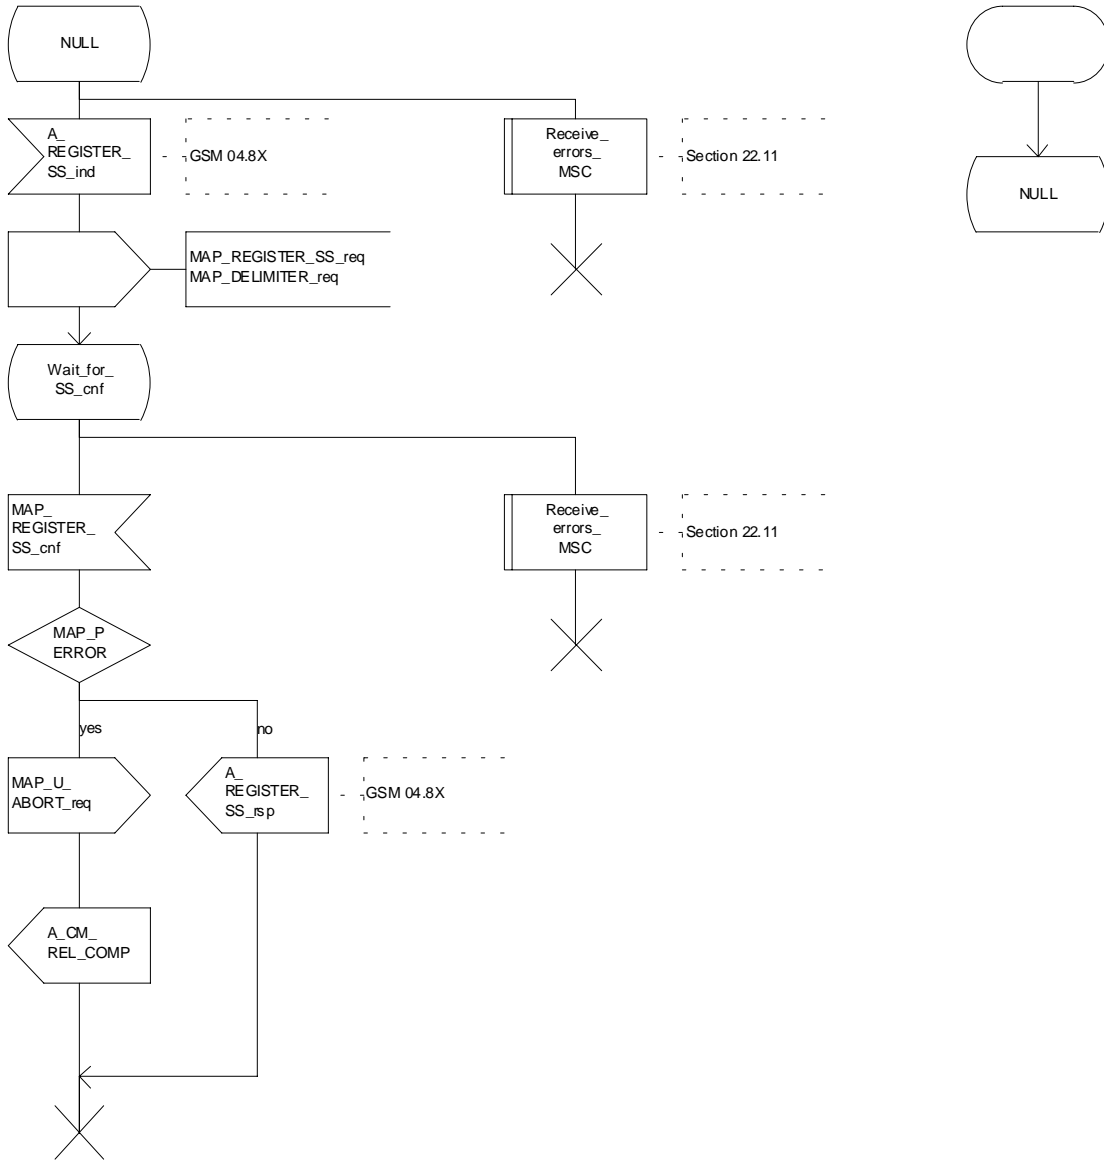 NULL
A_
REGISTER_
SS_ind
GSM 04.8X
Receive_
errors_
MSC
Section 22.11
NULL
MAP_REGISTER_SS_req
MAP_DELIMITER_req
Wait_for_
SS_cnf
MAP_
REGISTER_
SS_cnf
Receive_
errors_
MSC
Section 22.11
MAP_P
ERROR
yes
no
MAP_U_
ABORT_req
A_
REGISTER_
SS_rsp
GSM 04.8X
A_CM_
REL_COMP